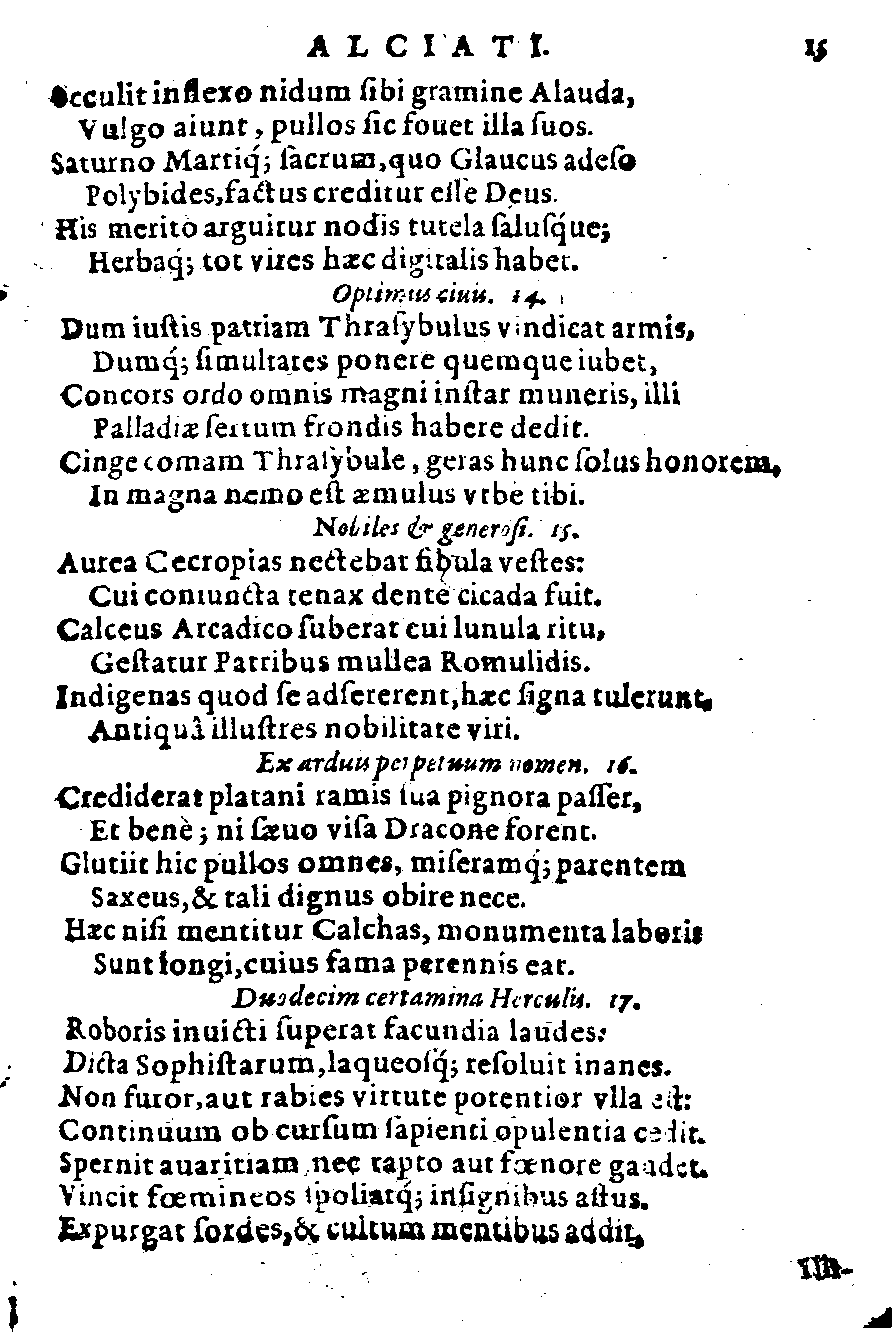 ALCIATI. 15
Occulit inflexo nidum ſibi gramine Alauda,
Vulgo aiunt, pullos ſic fouet illa ſuos.
Saturno Martiq́; ſacrum, quo Glaucus adeſo
Polybides, factus creditur eſſe Deus.
His meritò arguitur nodis tutela ſaluſq́ue;
Herbaq́; tot vires hæc digitalis habet.
Optimus ciuis. 14.
Dum iuſtis patriam Thraſybulus vindicat armis,
Dumq́; ſimultates ponere quemque iubet,
Concors ordo omnis magni inſtar muneris, illi
Palladiæ ſertum frondis habere dedit.
Cinge comam Thraſybule, geras hunc ſolus honorem,
In magna nemo eſt æmulus vrbe tibi.
Nobiles & generoſi. 15.
Aurea Cecropias nectebat fibula veſtes:
Cui coniuncta tenax dente cicada fuit.
Calceus Arcadico ſuberat cui lunula ritu,
Geſtatur Patribus mullea Romulidis.
Indigenas quod ſe adſererent, hæc ſigna tulerunt,
Antiquâ illuſtres nobilitate viri.
Ex arduis perpetuum nomen. 16.
Crediderat platani ramis ſua pignora paſſer,
Et benè; ni ſæuo viſa Dracone forent.
Glutiit hic pullos omnes, miſeramq́; parentem
Saxeus, & tali dignus obire nece.
Hæc niſi mentitur Calchas, monumenta laboris
Sunt longi, cuius fama perennis eat.
Duodecim certamina Herculis. 17.
Roboris inuicti ſuperat facundia laudes:
Dicta Sophiſtarum, laqueoſq́; reſoluit inanes.
Non furor, aut rabies virtute potentior vlla eſt:
Continuum ob curſum ſapienti opulentia cedit.
Spernit auaritiam, nec rapto aut fœnore gaudet.
Vincit fœmineos ſpoliatq́; inſignibus aſtus.
Expurgat ſordes, & cultum mentibus addit,